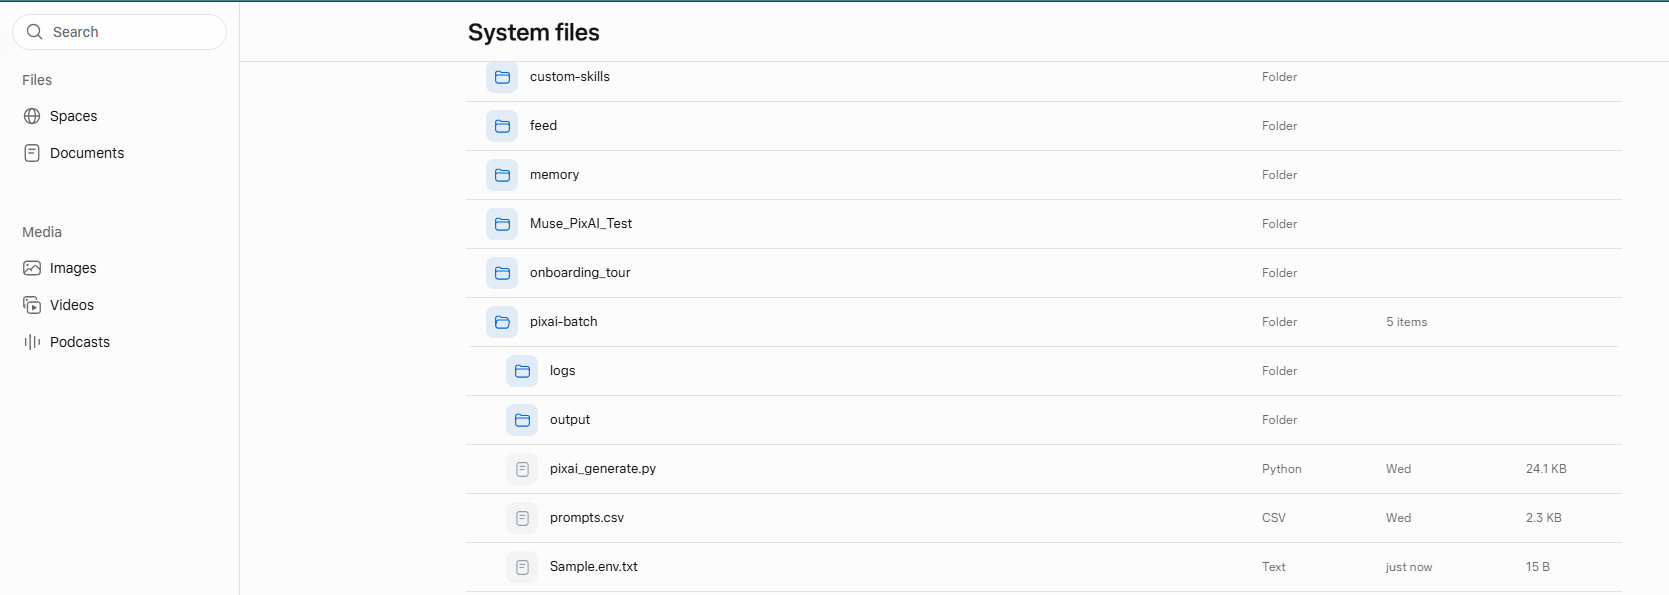 Search
Files
Spaces
Documents
Media
Images
Videos
Podcasts
System files
custom-skills Folder
feed Folder
memory Folder
Muse_PixAI_Test Folder
onboarding_tour Folder
pixai-batch Folder 5 items
logs Folder
output Folder
pixai_generate.py Python Wed 24.1 KB
prompts.csv CSV Wed 2.3 KB
Sample.env.txt Text just now 15 B